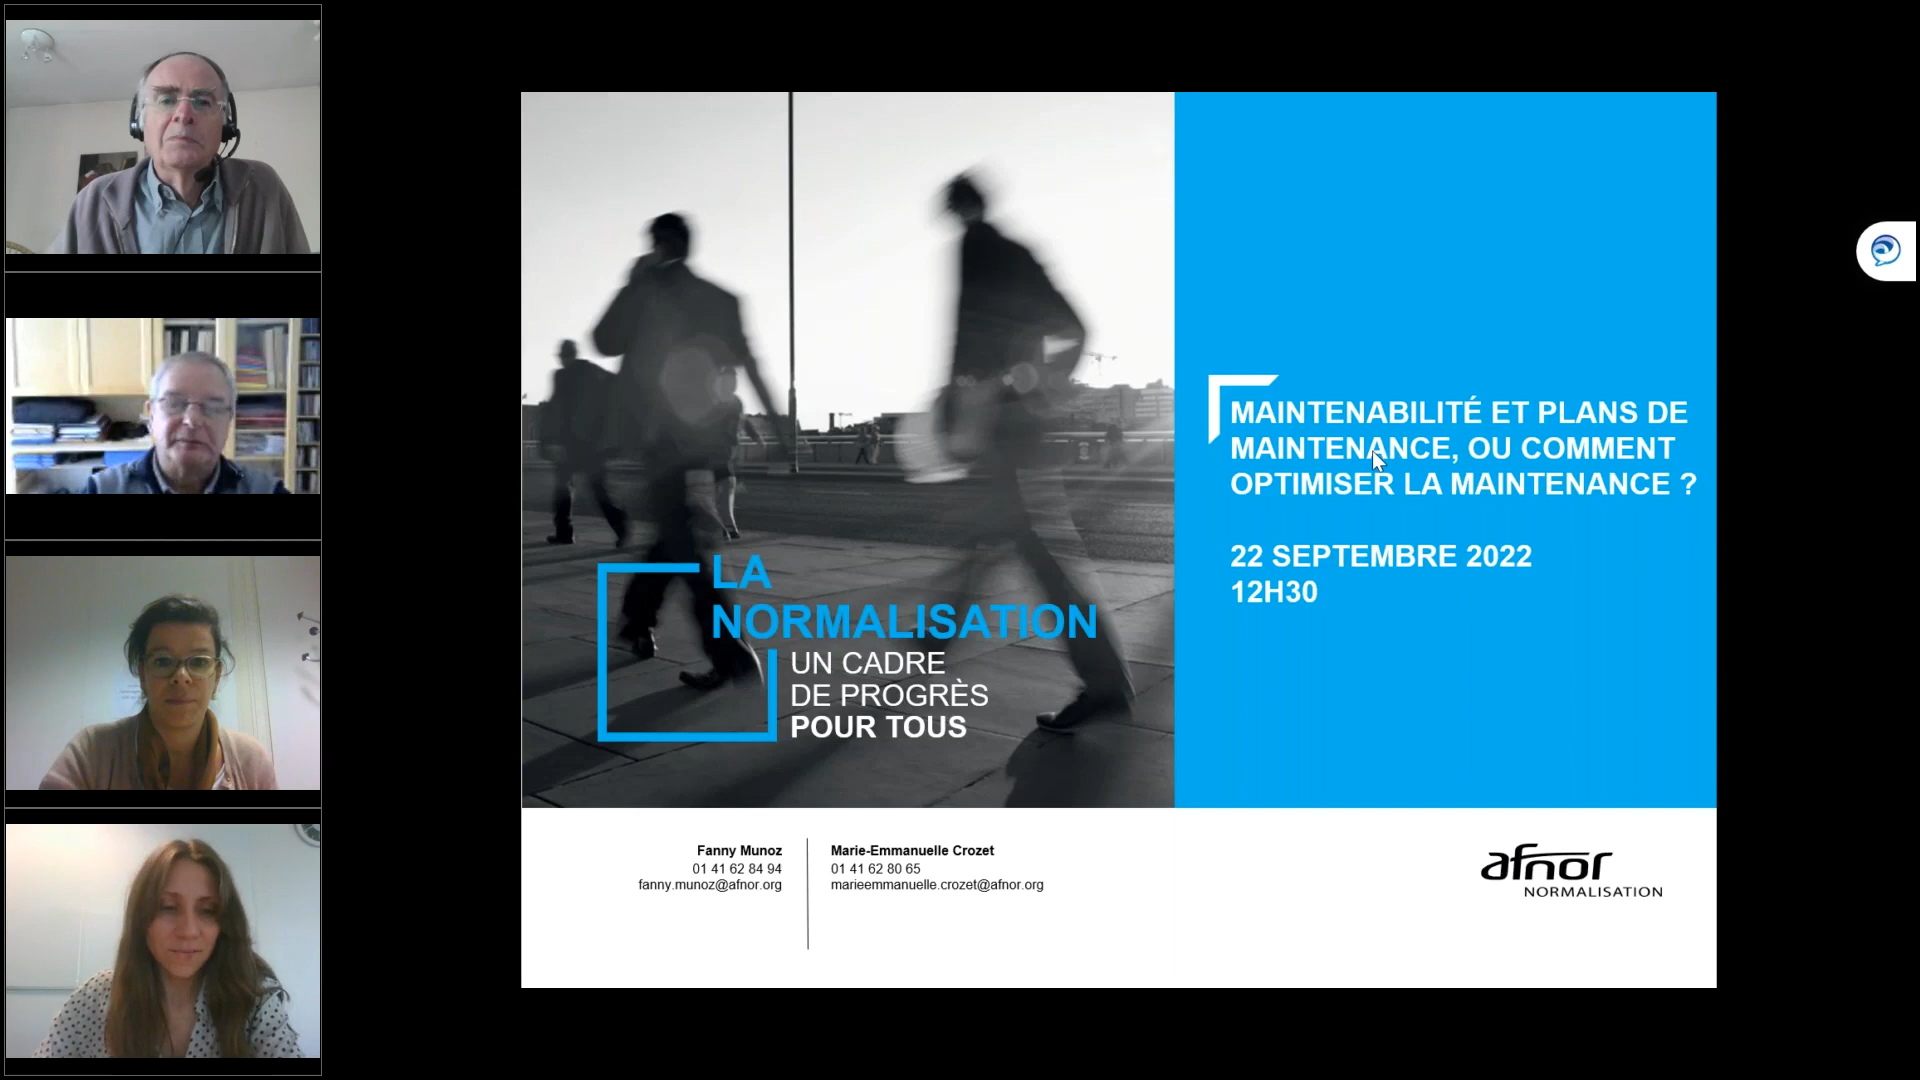 MAINTENABILITÉ ET PLANS DE
MAINTENANCE, OU COMMENT
OPTIMISER LA MAINTENANCE ?
22 SEPTEMBRE 2022
12H30
LA
NORMALISATION
UN CADRE
DE PROGRÈS
POUR TOUS
Fanny Munoz
01 41 62 84 94
fanny.munoz@afnor.org
Marie-Emmanuelle Crozet
01 41 62 80 65
marieemmanuelle.crozet@afnor.org
afnor
NORMALISATION